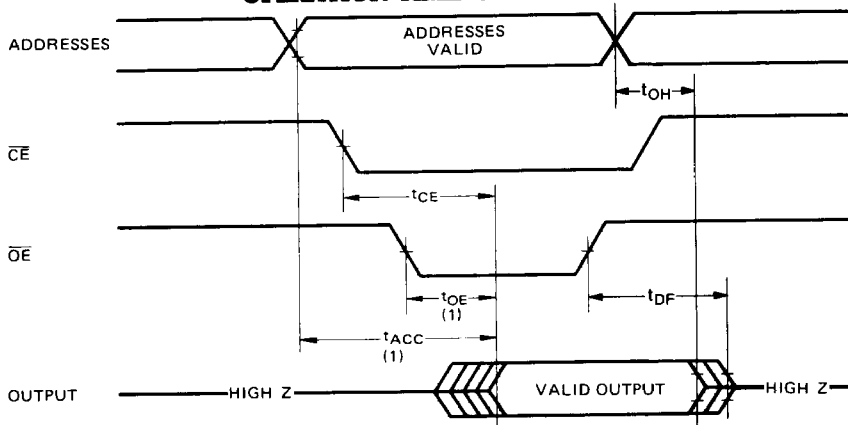 ADDRESSES
ADDRESSES
VALID
tOH
CE
tCE
OE
tOE
(1)
tDF
tACC
(1)
OUTPUT
HIGH Z
VALID OUTPUT
HIGH Z